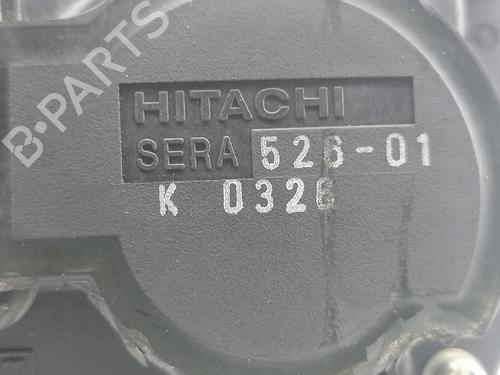 B-PARTS
HITACHI
SERA 526-01
K 0326